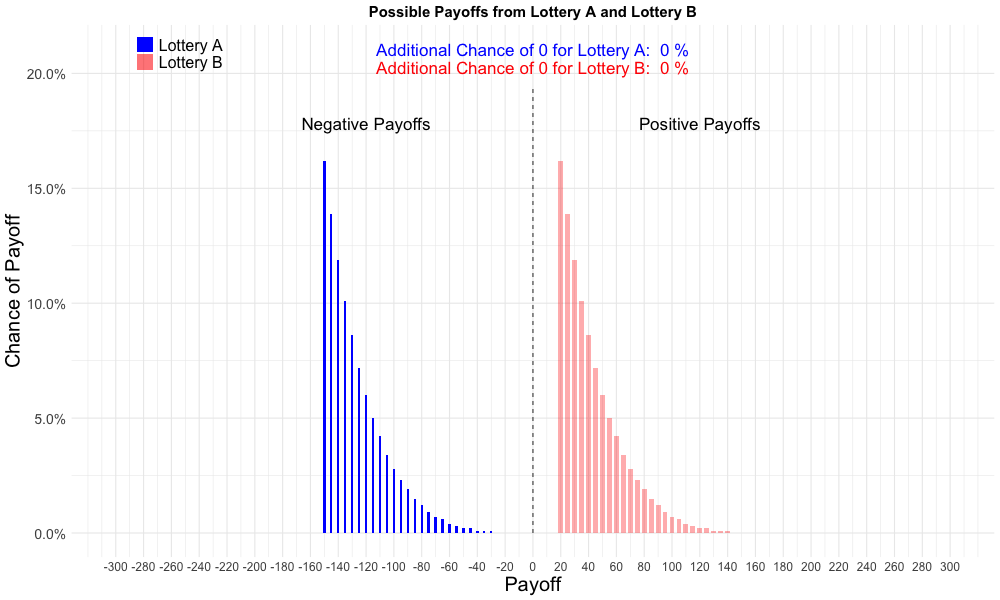 Possible Payoffs from Lottery A and Lottery B
Lottery A
Lottery B
Additional Chance of 0 for Lottery A: 0 %
Additional Chance of 0 for Lottery B: 0 %
Negative Payoffs
Positive Payoffs
Chance of Payoff
20.0%
15.0%
10.0%
5.0%
0.0%
-300 -280 -260 -240 -220 -200 -180 -160 -140 -120 -100 -80 -60 -40 -20 0 20 40 60 80 100 120 140 160 180 200 220 240 260 280 300
Payoff